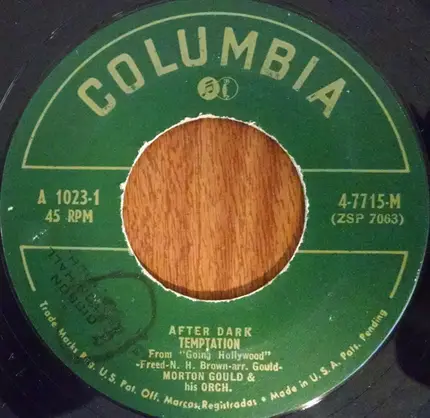 COLUMBIA
A 1023-1
45 RPM
4-7715-M
(ZSP 7063)
AFTER DARK
TEMPTATION
From "Going Hollywood"
-Freed-N. H. Brown-arr. Gould-
MORTON GOULD &
his ORCH.
Trade Marks Reg. U.S. Pat. Off. Marcas Registradas • Made in U.S.A. Pats. Pending